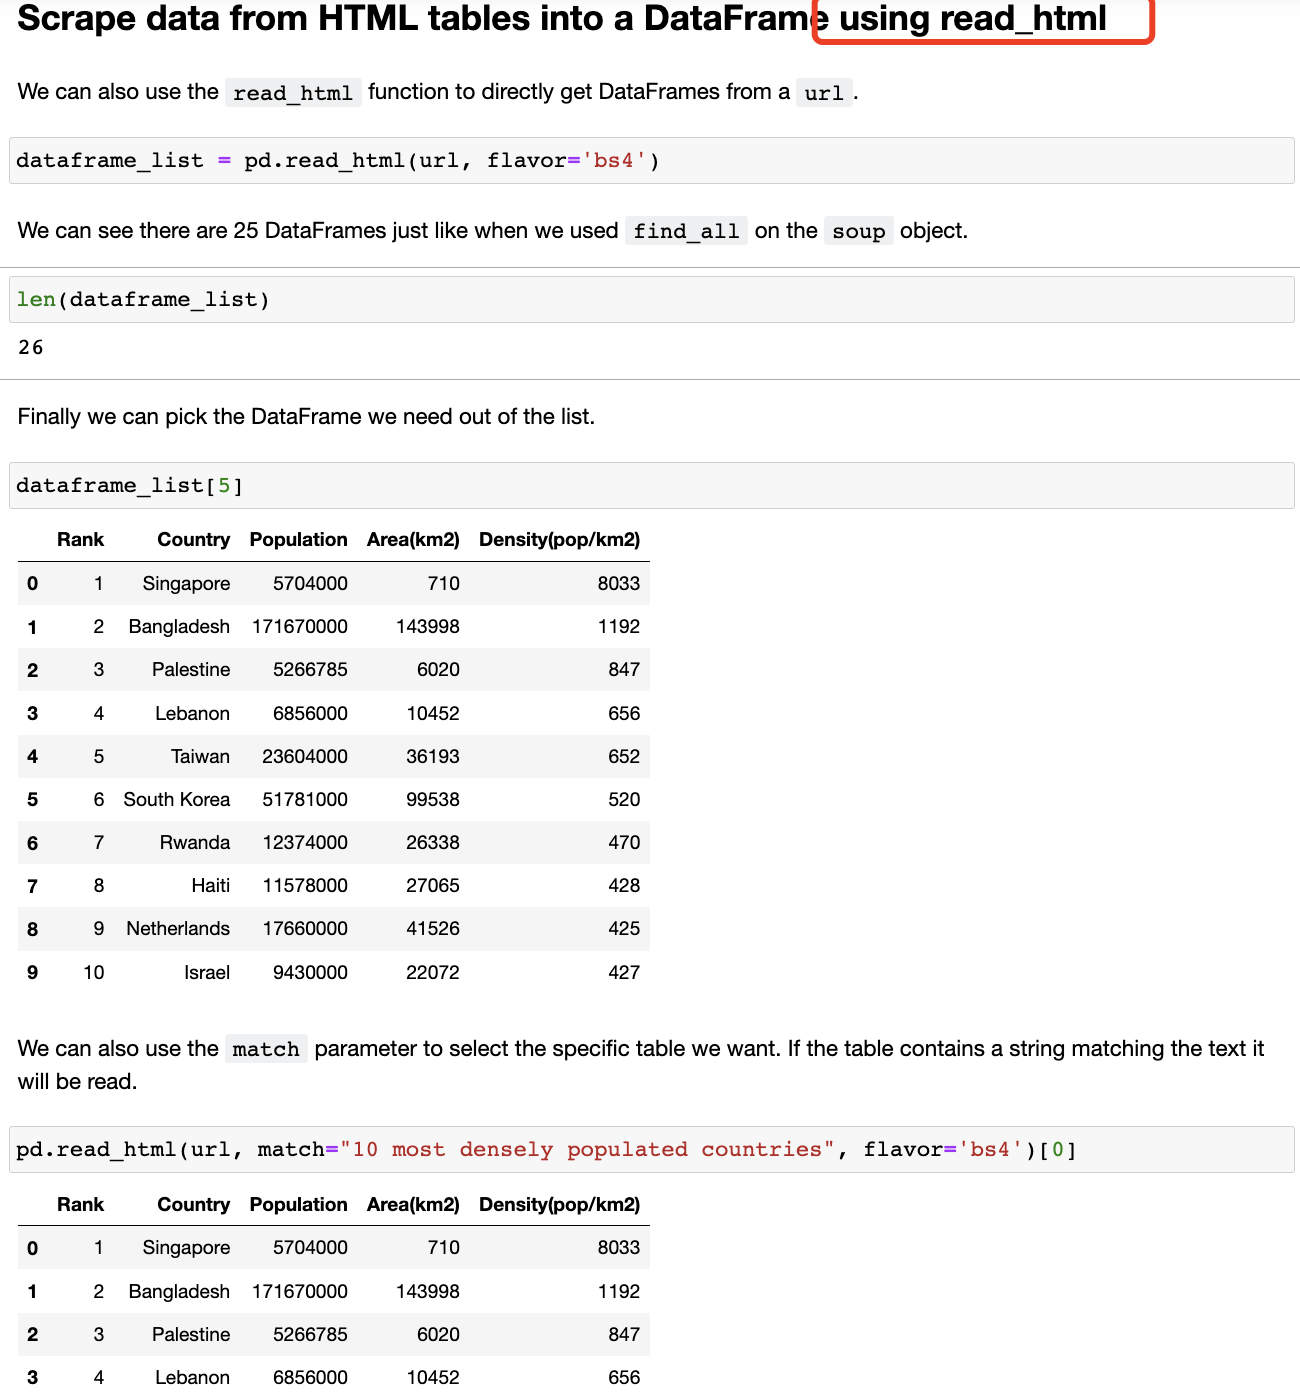 Scrape data from HTML tables into a DataFrame using read_html
We can also use the read_html function to directly get DataFrames from a url .
dataframe_list = pd.read_html(url, flavor='bs4')
We can see there are 25 DataFrames just like when we used find_all on the soup object.
len(dataframe_list)
26
Finally we can pick the DataFrame we need out of the list.
dataframe_list[5]
Rank Country Population Area(km2) Density(pop/km2)
0 1 Singapore 5704000 710 8033
1 2 Bangladesh 171670000 143998 1192
2 3 Palestine 5266785 6020 847
3 4 Lebanon 6856000 10452 656
4 5 Taiwan 23604000 36193 652
5 6 South Korea 51781000 99538 520
6 7 Rwanda 12374000 26338 470
7 8 Haiti 11578000 27065 428
8 9 Netherlands 17660000 41526 425
9 10 Israel 9430000 22072 427
We can also use the match parameter to select the specific table we want. If the table contains a string matching the text it
will be read.
pd.read_html(url, match="10 most densely populated countries", flavor='bs4')[0]
Rank Country Population Area(km2) Density(pop/km2)
0 1 Singapore 5704000 710 8033
1 2 Bangladesh 171670000 143998 1192
2 3 Palestine 5266785 6020 847
3 4 Lebanon 6856000 10452 656